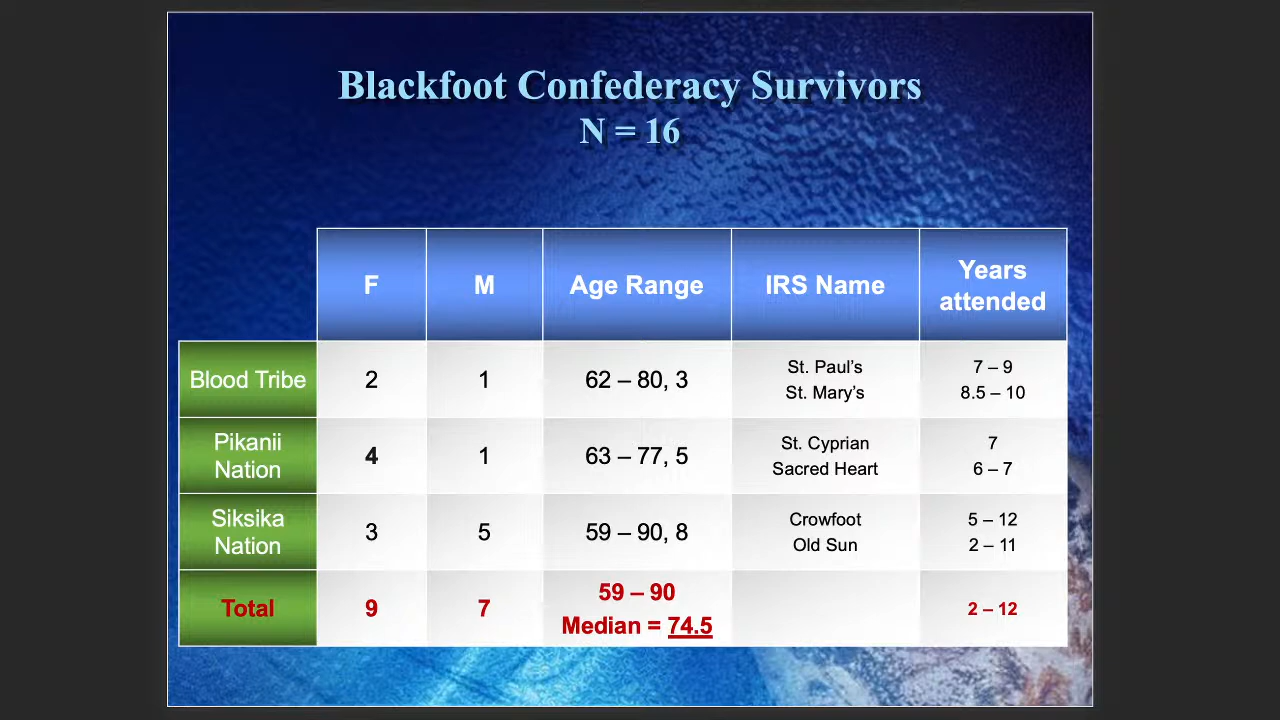 Blackfoot Confederacy Survivors
N = 16
F M Age Range IRS Name Years attended
Blood Tribe 2 1 62 – 80, 3 St. Paul's 7 – 9
St. Mary's 8.5 – 10
Pikanii Nation 4 1 63 – 77, 5 St. Cyprian 7
Sacred Heart 6 – 7
Siksika Nation 3 5 59 – 90, 8 Crowfoot 5 – 12
Old Sun 2 – 11
Total 9 7 59 – 90 2 – 12
Median = 74.5